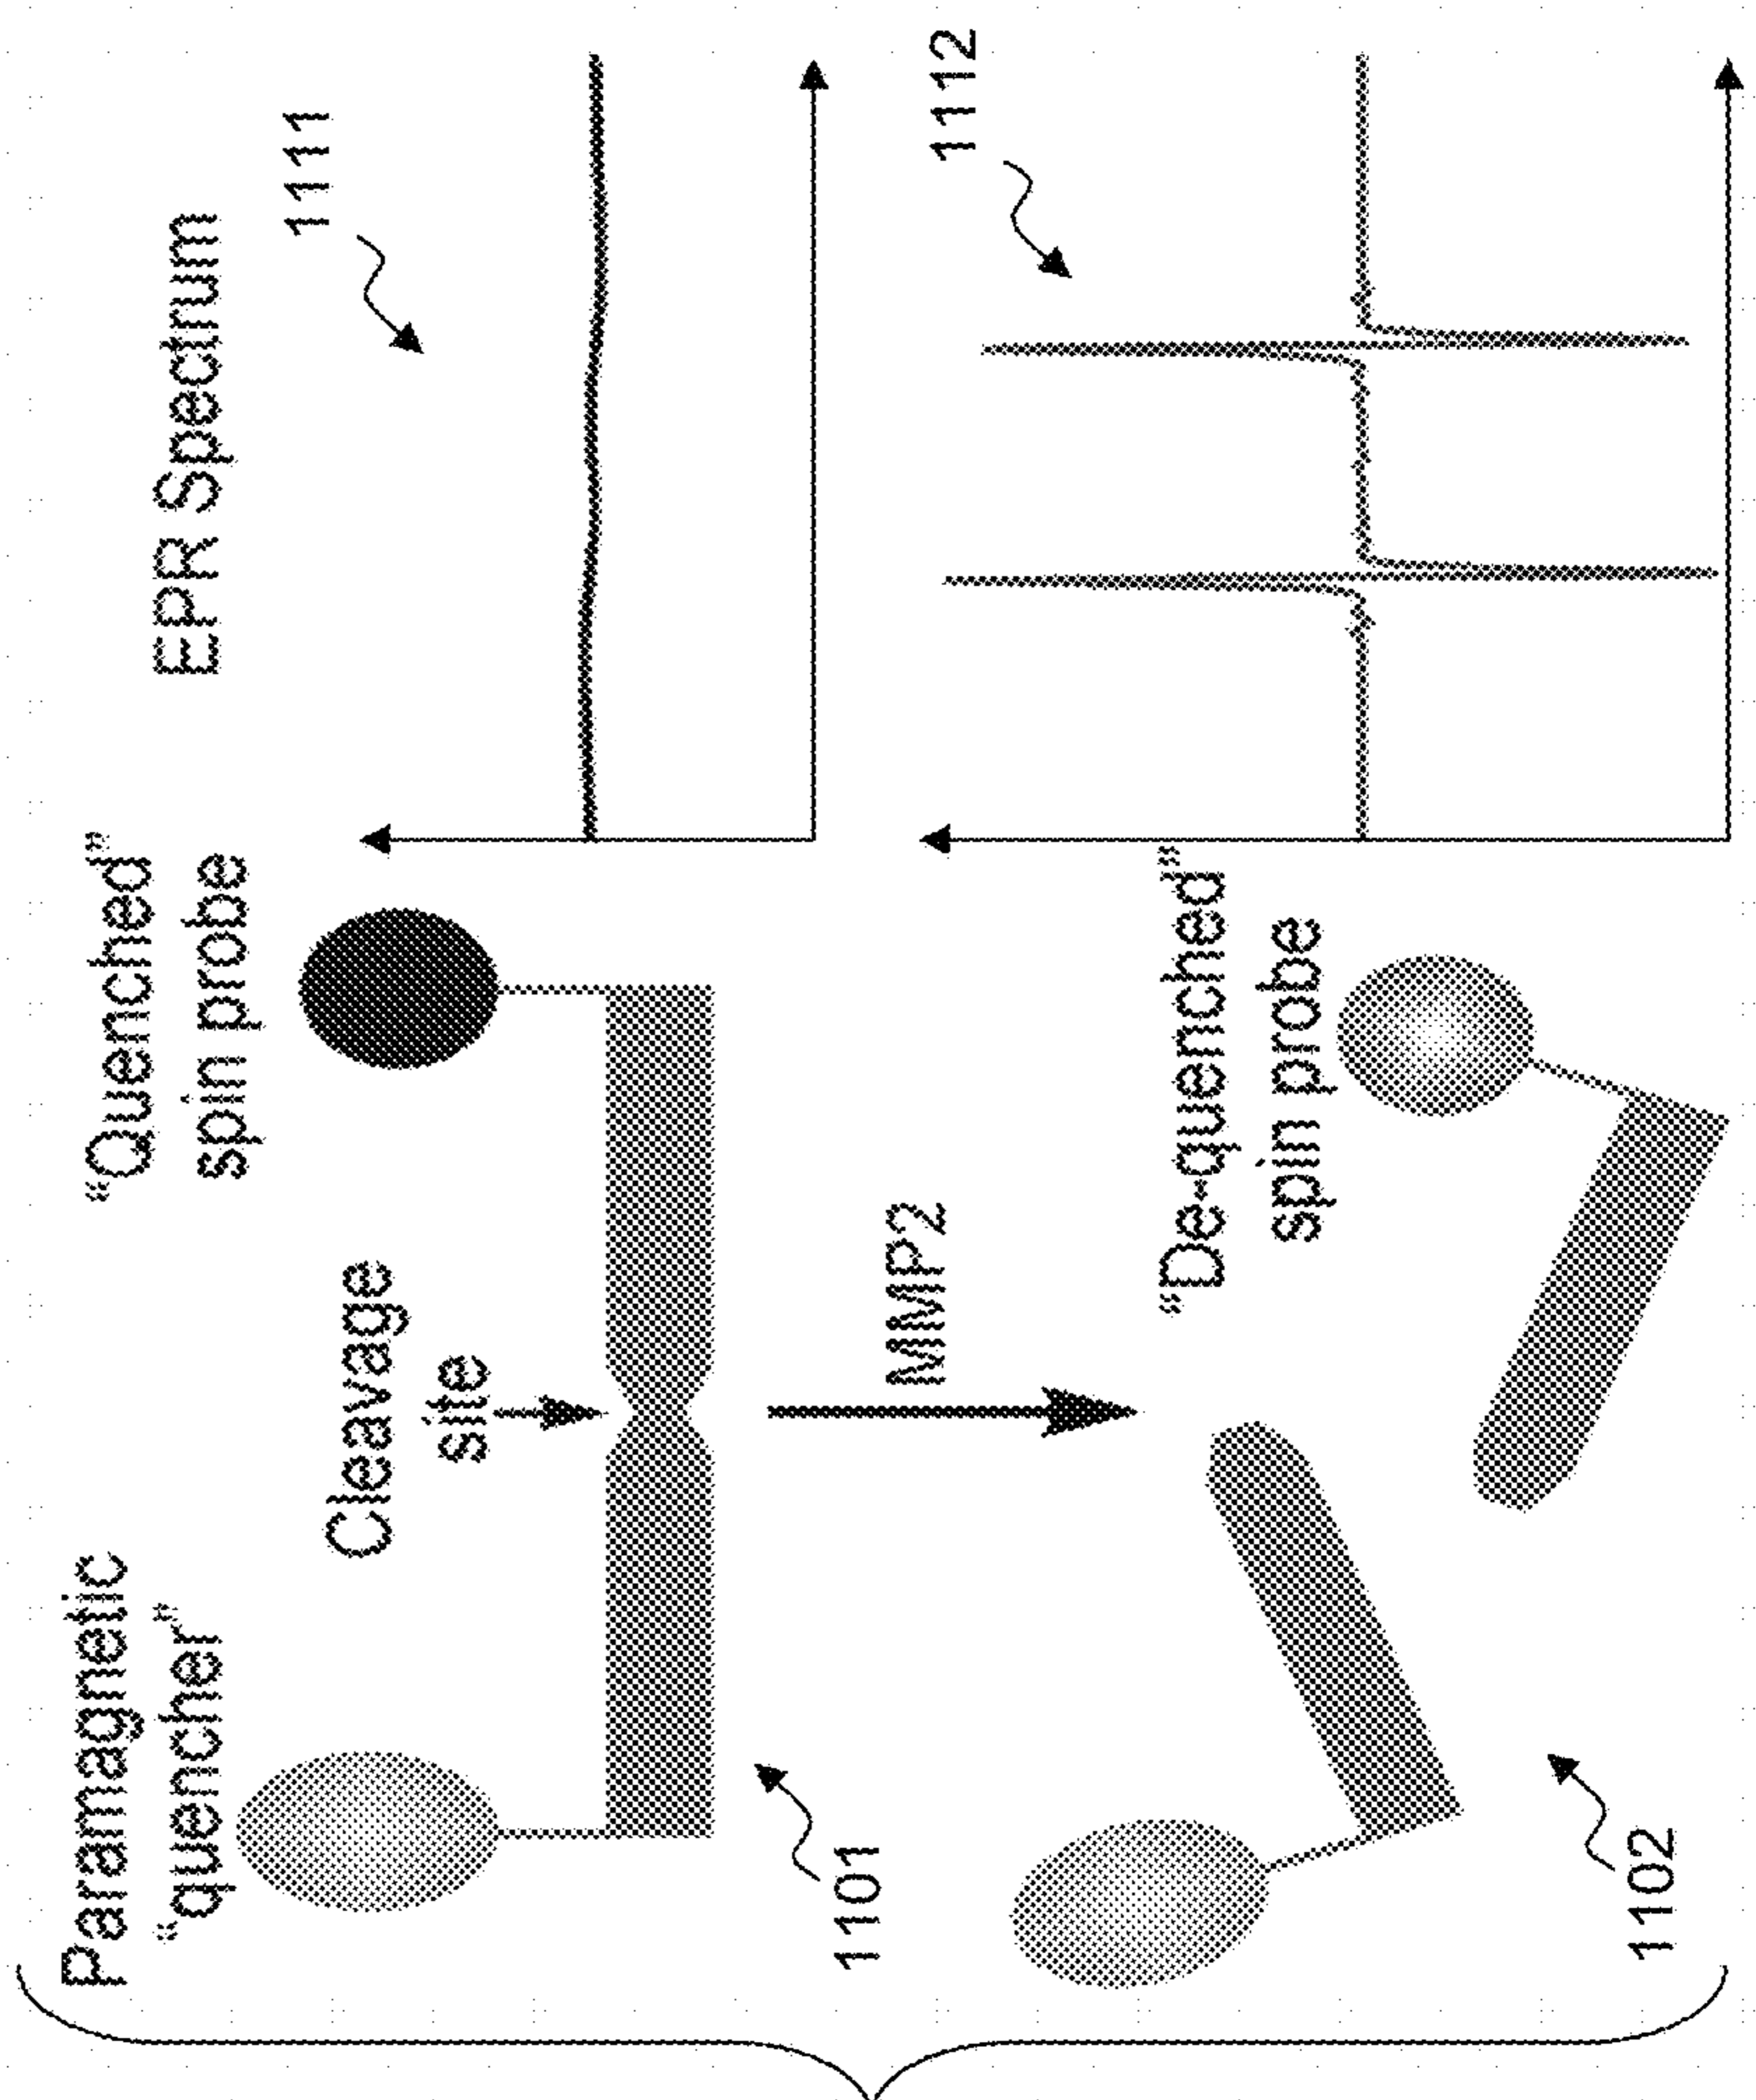 Paramagnetic
“quencher”
“Quenched”
spin probe
EPR Spectrum
Cleavage
site
1111
1101
MMP2
1112
“De-quenched”
spin probe
1102